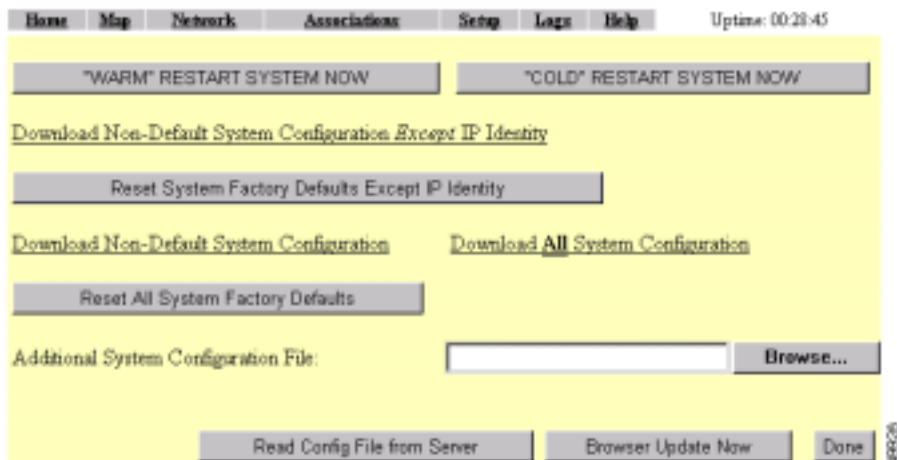 Home Map Network Associations Setup Logs Help Uptime: 00:28:45
"WARM" RESTART SYSTEM NOW "COLD" RESTART SYSTEM NOW
Download Non-Default System Configuration Except IP Identity
Reset System Factory Defaults Except IP Identity
Download Non-Default System Configuration Download All System Configuration
Reset All System Factory Defaults
Additional System Configuration File: Browse...
Read Config File from Server Browser Update Now Done